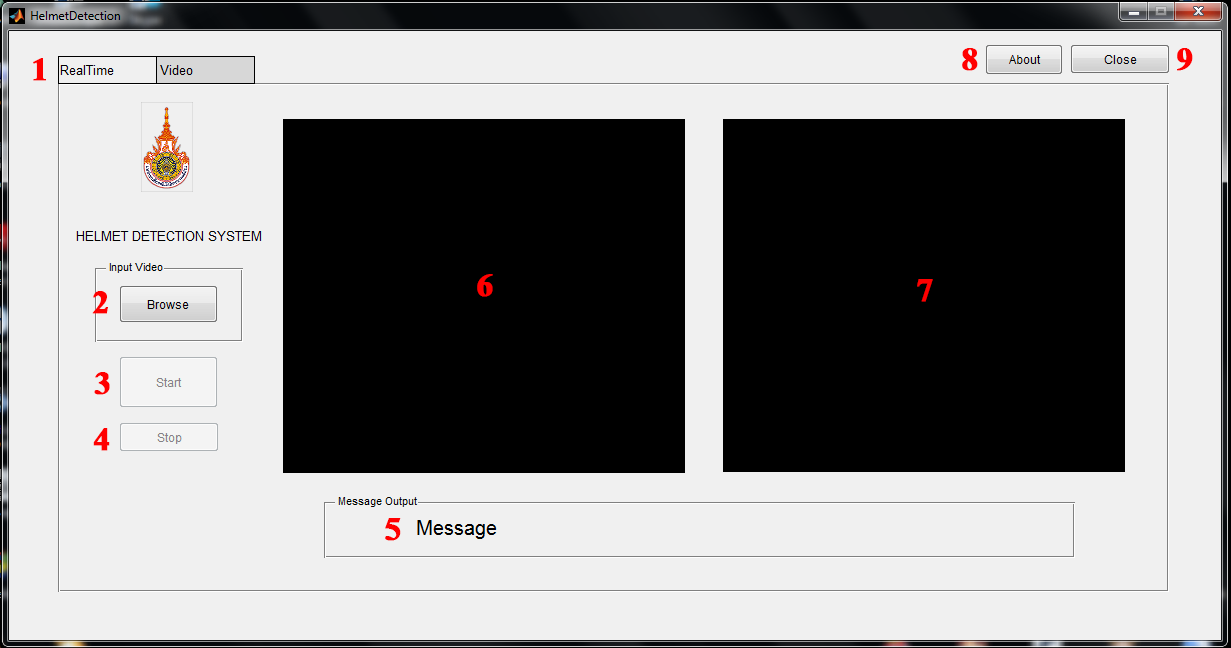 HelmetDetection
1 RealTime Video 8 About Close 9
HELMET DETECTION SYSTEM
Input Video
2 Browse
3 Start
4 Stop
6
7
Message Output
5 Message